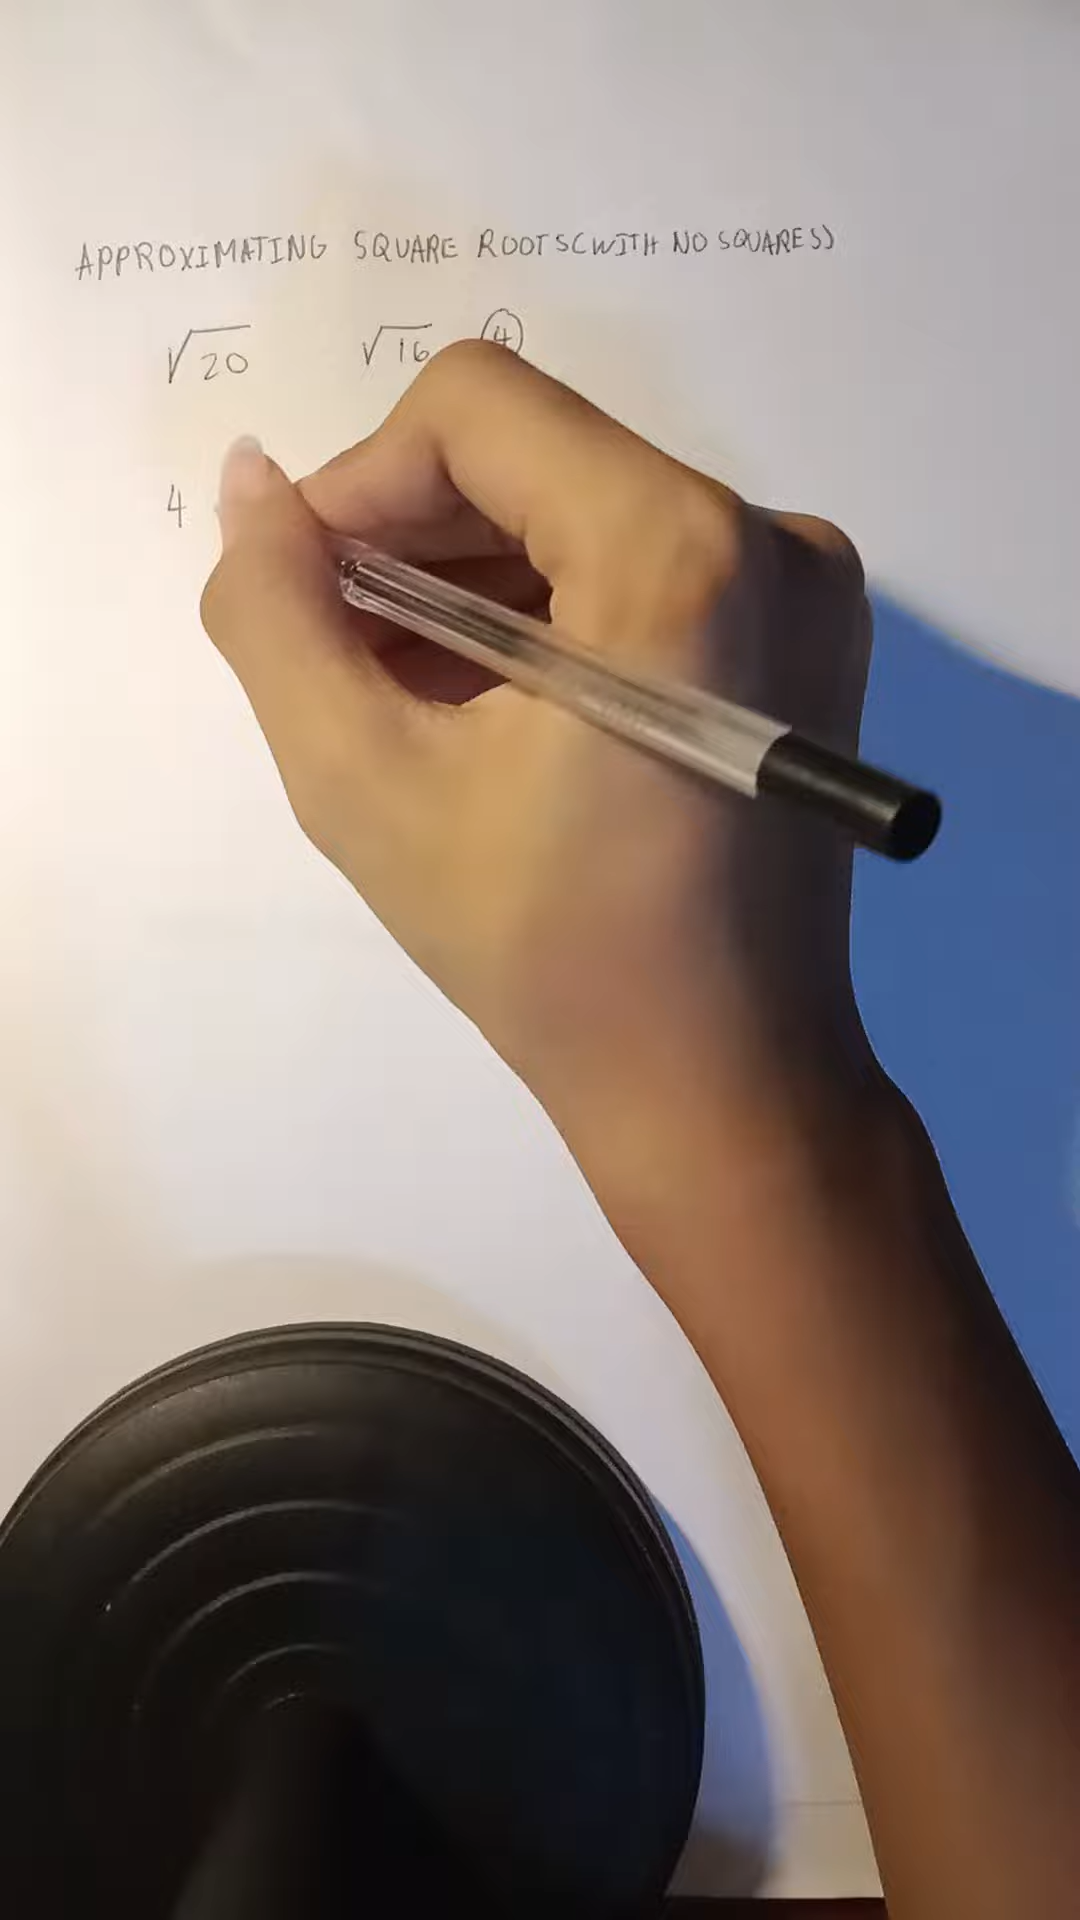 APPROXIMATING SQUARE ROOTS(WITH NO SQUARES)
√20 √16 4
4